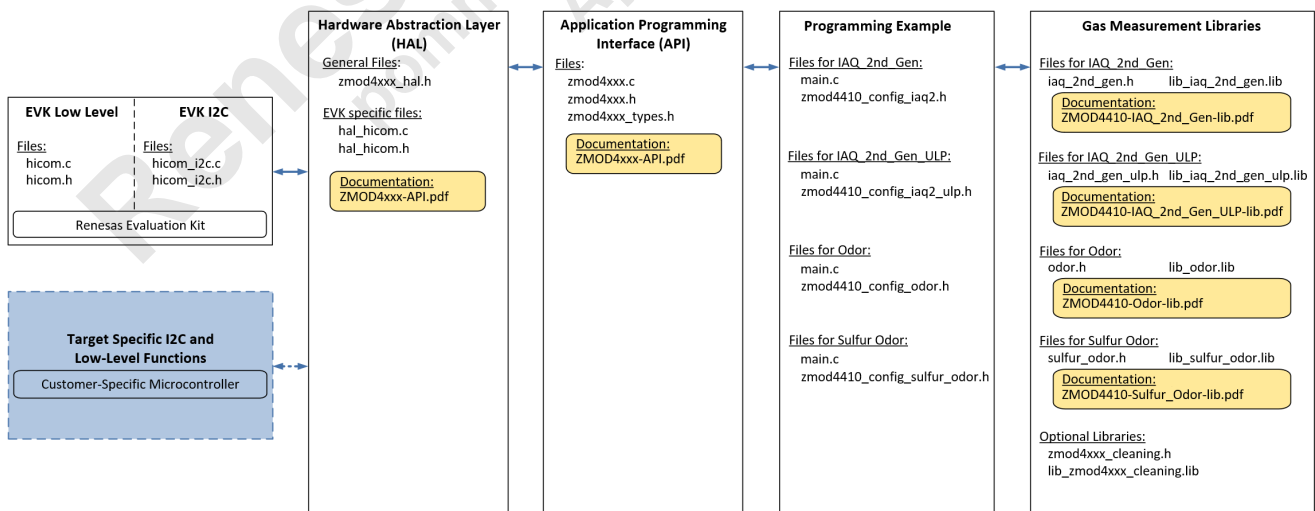 Renes
Hardware Abstraction Layer
(HAL)
General Files:
zmod4xxx_hal.h
EVK specific files:
hal_hicom.c
hal_hicom.h
Documentation:
ZMOD4xxx-API.pdf
Application Programming
Interface (API)
Files:
zmod4xxx.c
zmod4xxx.h
zmod4xxx_types.h
Documentation:
ZMOD4xxx-API.pdf
Programming Example
Files for IAQ_2nd_Gen:
main.c
zmod4410_config_iaq2.h
Files for IAQ_2nd_Gen_ULP:
main.c
zmod4410_config_iaq2_ulp.h
Files for Odor:
main.c
zmod4410_config_odor.h
Files for Sulfur Odor:
main.c
zmod4410_config_sulfur_odor.h
Gas Measurement Libraries
Files for IAQ_2nd_Gen:
iaq_2nd_gen.h lib_iaq_2nd_gen.lib
Documentation:
ZMOD4410-IAQ_2nd_Gen-lib.pdf
Files for IAQ_2nd_Gen_ULP:
iaq_2nd_gen_ulp.h lib_iaq_2nd_gen_ulp.lib
Documentation:
ZMOD4410-IAQ_2nd_Gen_ULP-lib.pdf
Files for Odor:
odor.h lib_odor.lib
Documentation:
ZMOD4410-Odor-lib.pdf
Files for Sulfur Odor:
sulfur_odor.h lib_sulfur_odor.lib
Documentation:
ZMOD4410-Sulfur_Odor-lib.pdf
Optional Libraries:
zmod4xxx_cleaning.h
lib_zmod4xxx_cleaning.lib
EVK Low Level
Files:
hicom.c
hicom.h
EVK I2C
Files:
hicom_i2c.c
hicom_i2c.h
Renesas Evaluation Kit
Target Specific I2C and
Low-Level Functions
Customer-Specific Microcontroller